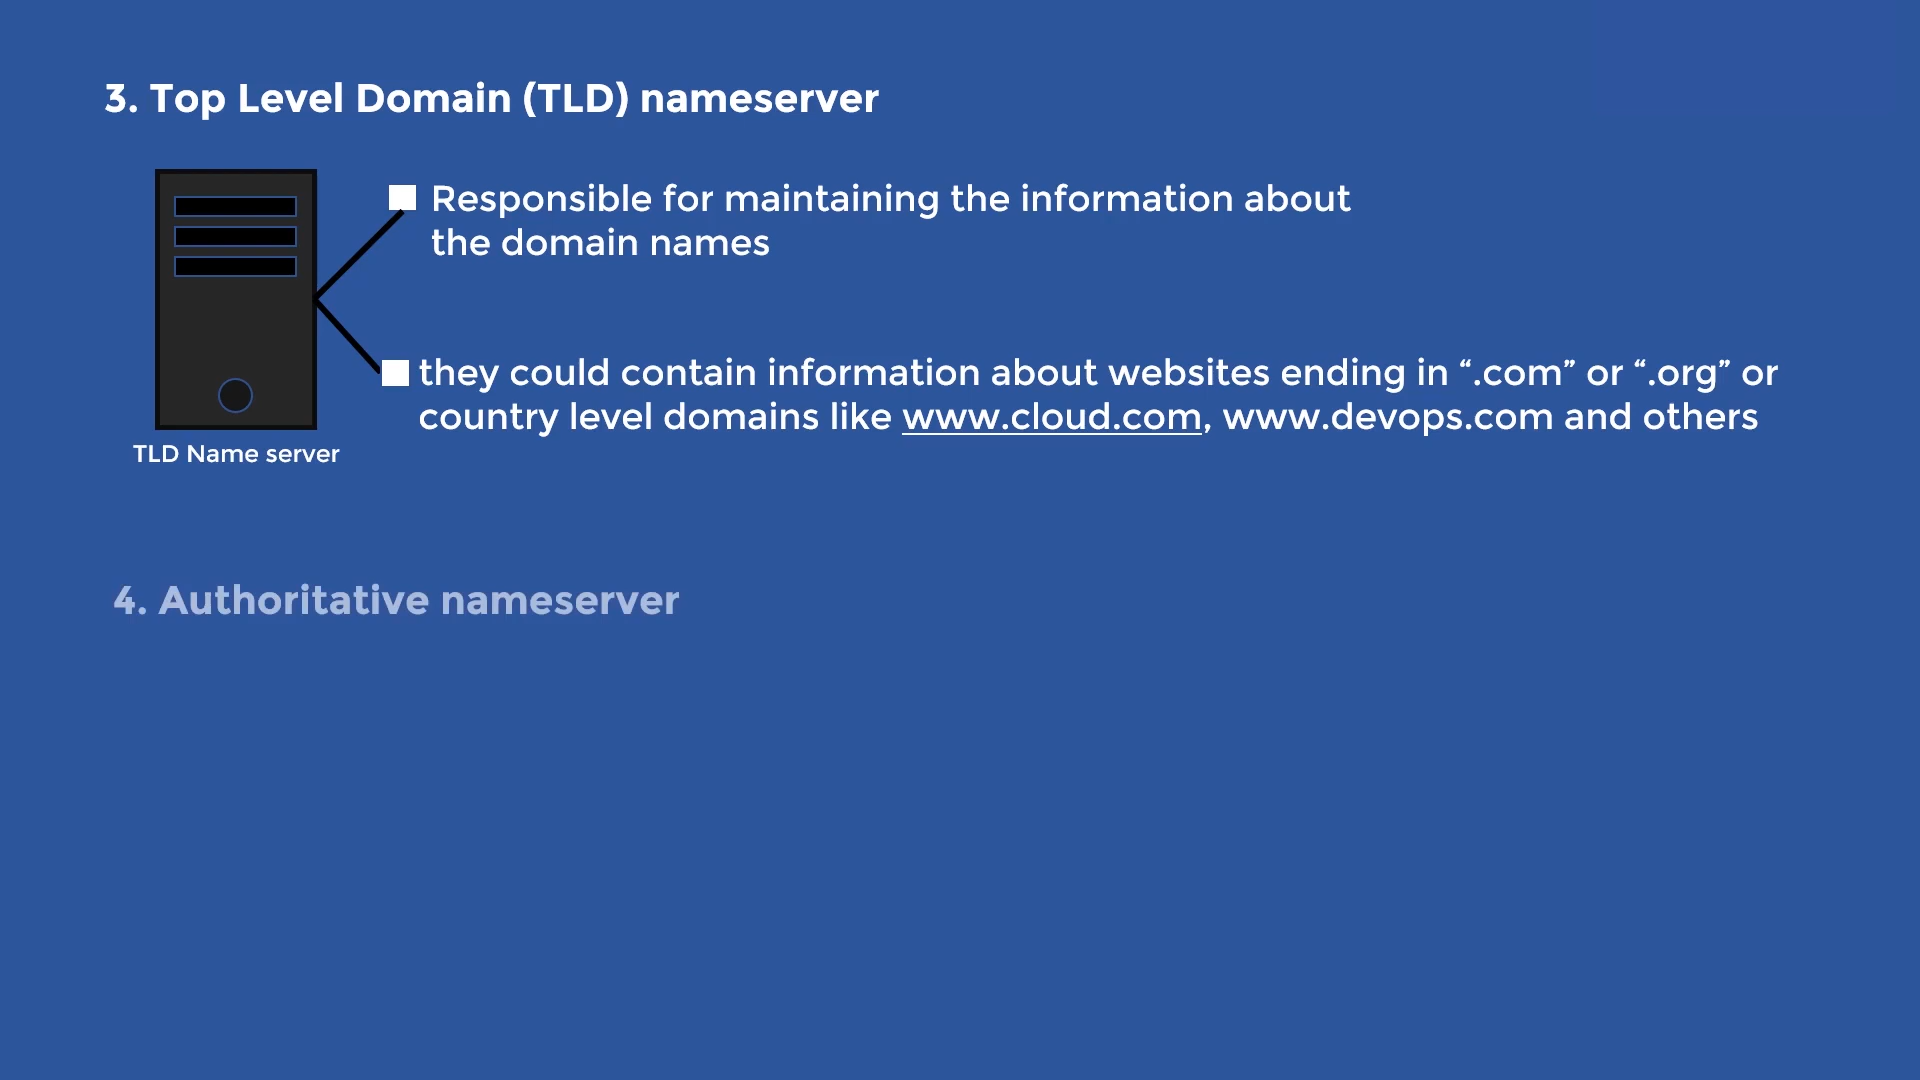 3. Top Level Domain (TLD) nameserver
Responsible for maintaining the information about
the domain names
they could contain information about websites ending in “.com” or “.org” or
country level domains like www.cloud.com, www.devops.com and others
TLD Name server
4. Authoritative nameserver